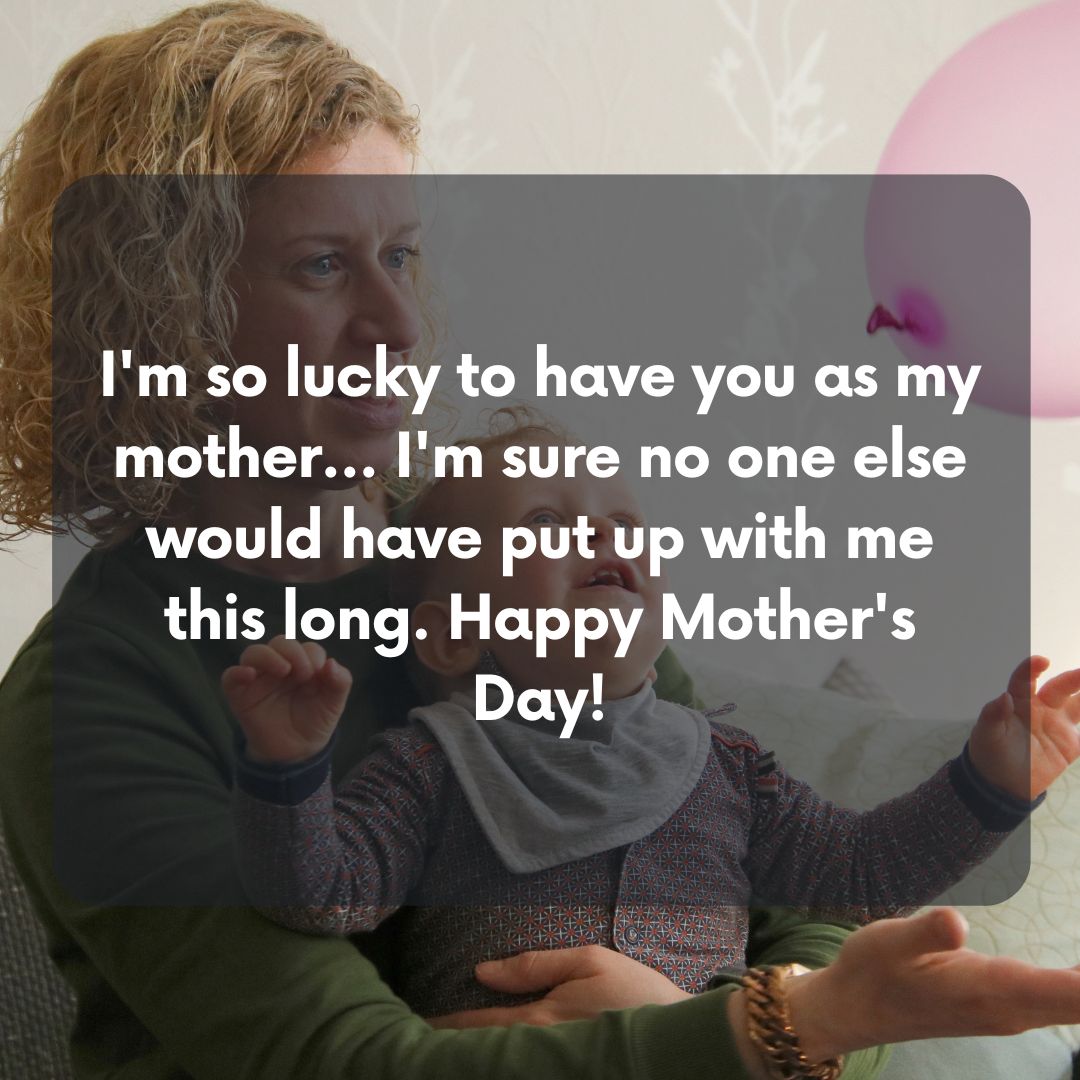 I'm so lucky to have you as my
mother... I'm sure no one else
would have put up with me
this long. Happy Mother's
Day!